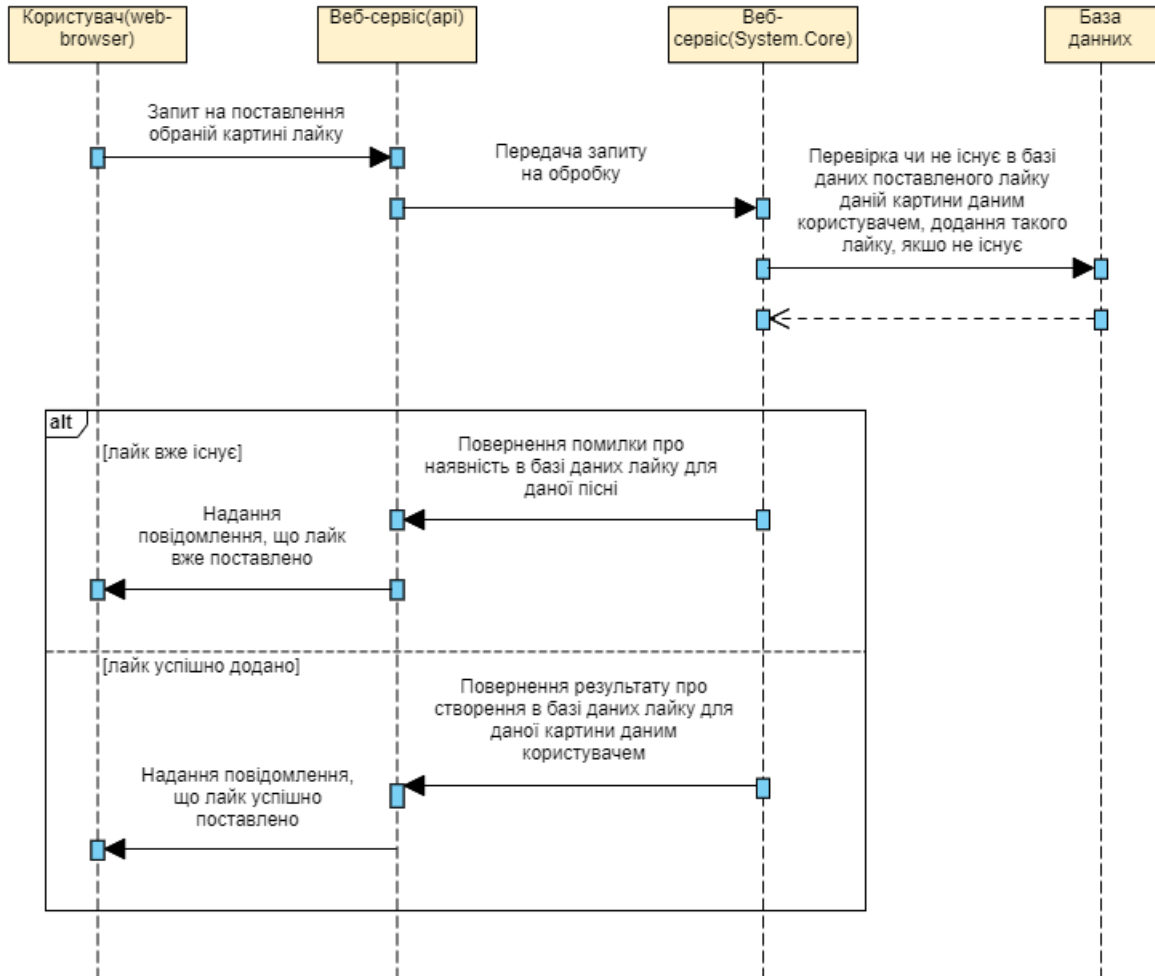 Користувач(web-
browser)
Веб-сервіс(api)
Веб-
сервіс(System.Core)
База
данних
Запит на поставлення
обраній картині лайку
Передача запиту
на обробку
Перевірка чи не існує в базі
даних поставленого лайку
даній картини даним
користувачем, додання такого
лайку, якшо не існує
alt
[лайк вже існує]
Повернення помилки про
наявність в базі даних лайку для
даної пісні
Надання
повідомлення, що лайк
вже поставлено
[лайк успішно додано]
Повернення результату про
створення в базі даних лайку для
даної картини даним
користувачем
Надання повідомлення,
що лайк успішно
поставлено